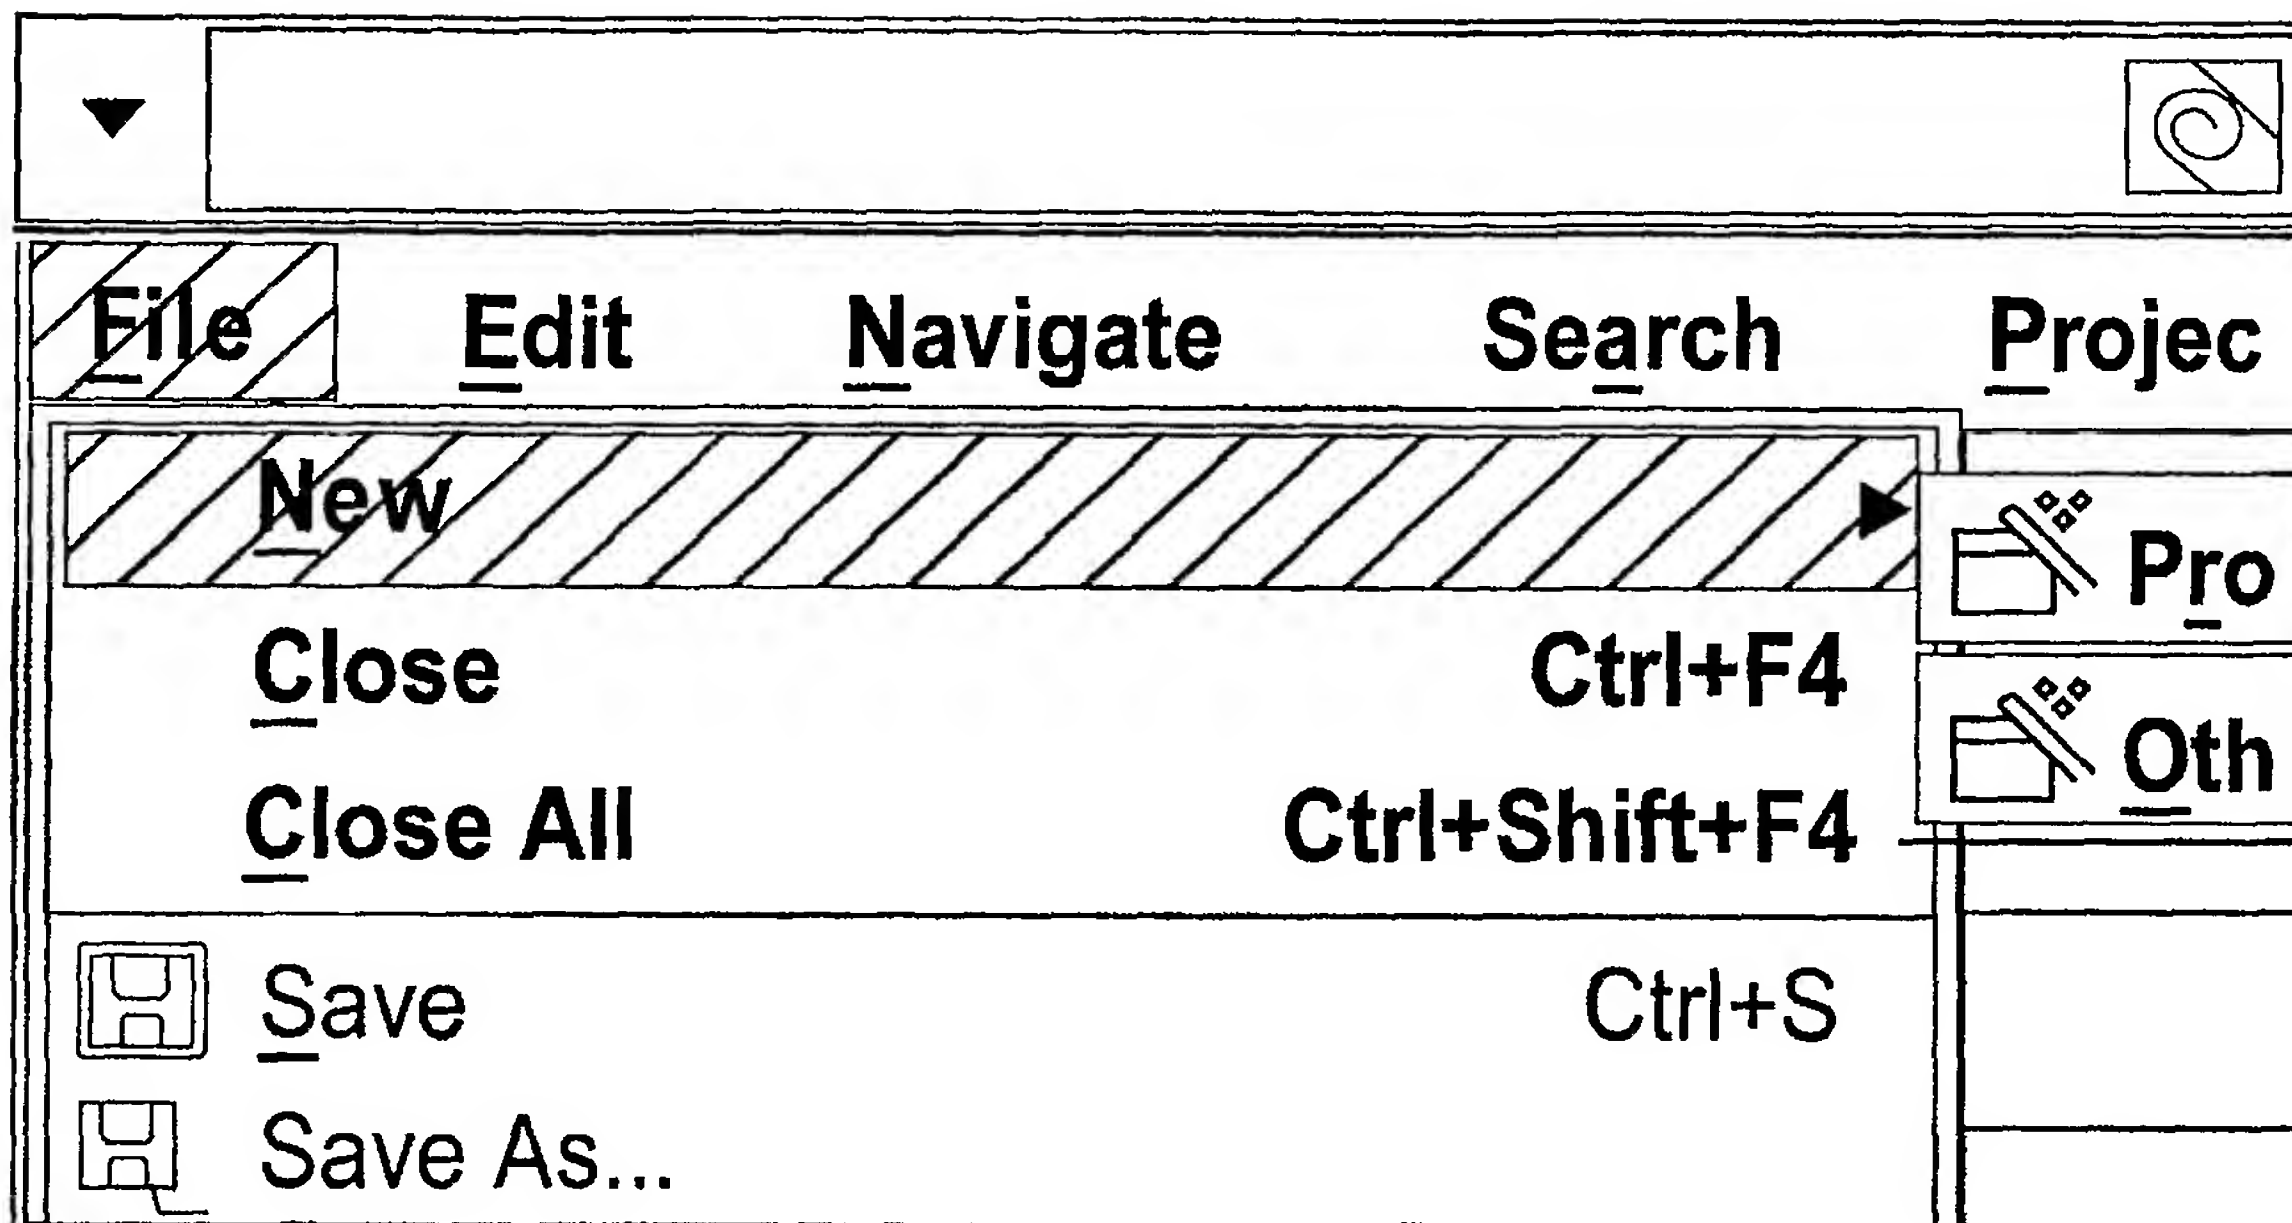 File Edit Navigate Search Projec
New
Pro
Close Ctrl+F4
Oth
Close All Ctrl+Shift+F4
Save Ctrl+S
Save As...